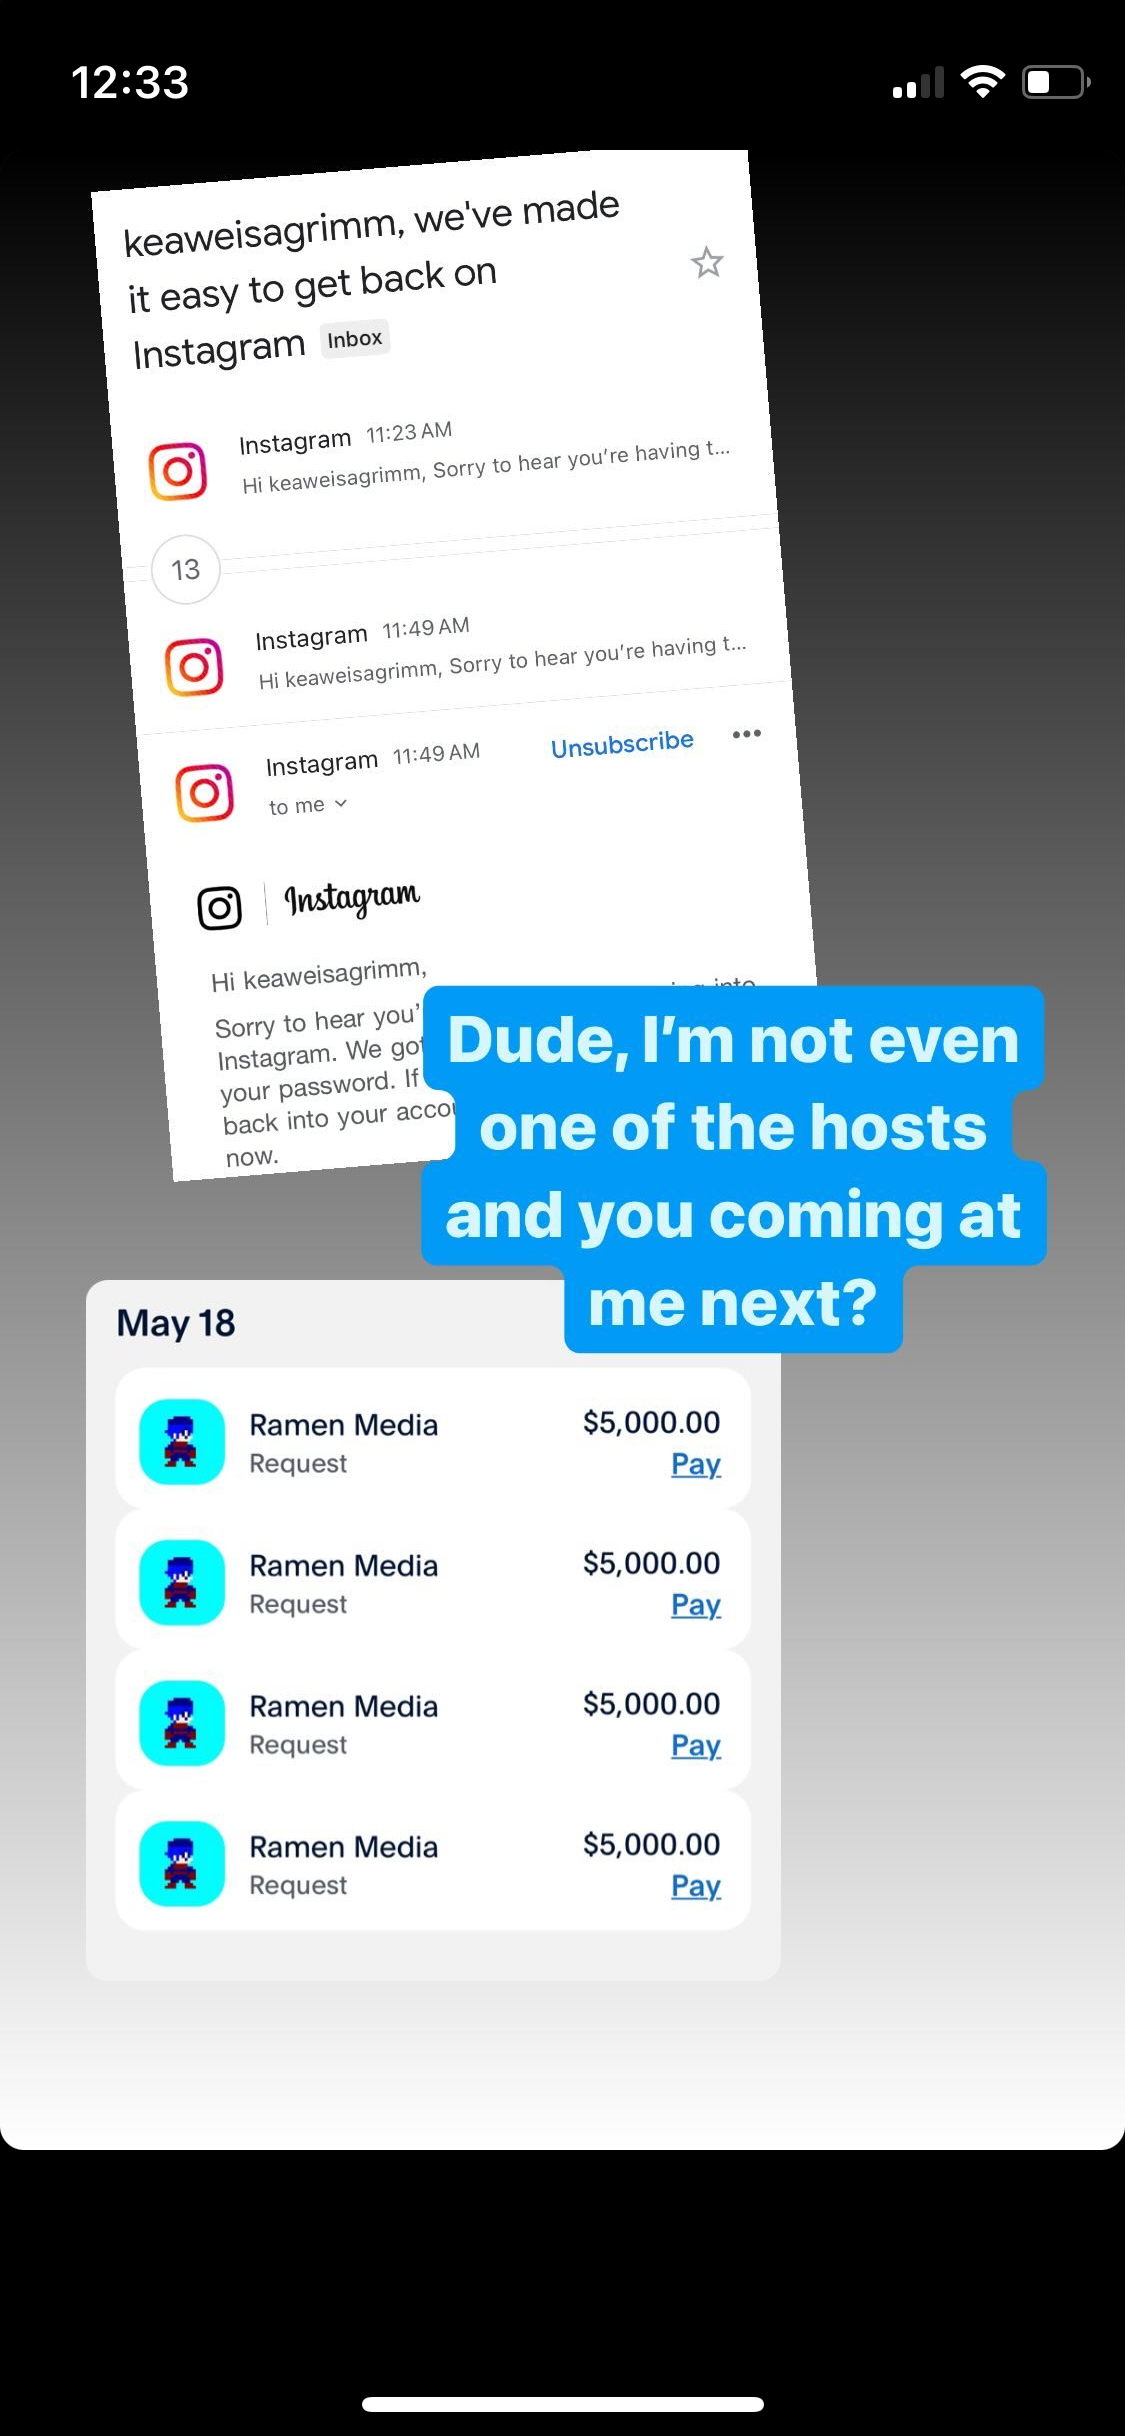 12:33
keaweisagrimm, we've made
it easy to get back on
Instagram Inbox
Instagram 11:23 AM
Hi keaweisagrimm, Sorry to hear you're having t...
13
Instagram 11:49 AM
Hi keaweisagrimm, Sorry to hear you're having t...
Instagram 11:49 AM Unsubscribe
to me
Instagram
Hi keaweisagrimm,
Sorry to hear you'
Instagram. We got
your password. If
back into your
now.
Dude, I'm not even
one of the hosts
and you coming at
me next?
May 18
Ramen Media $5,000.00
Request Pay
Ramen Media $5,000.00
Request Pay
Ramen Media $5,000.00
Request Pay
Ramen Media $5,000.00
Request Pay